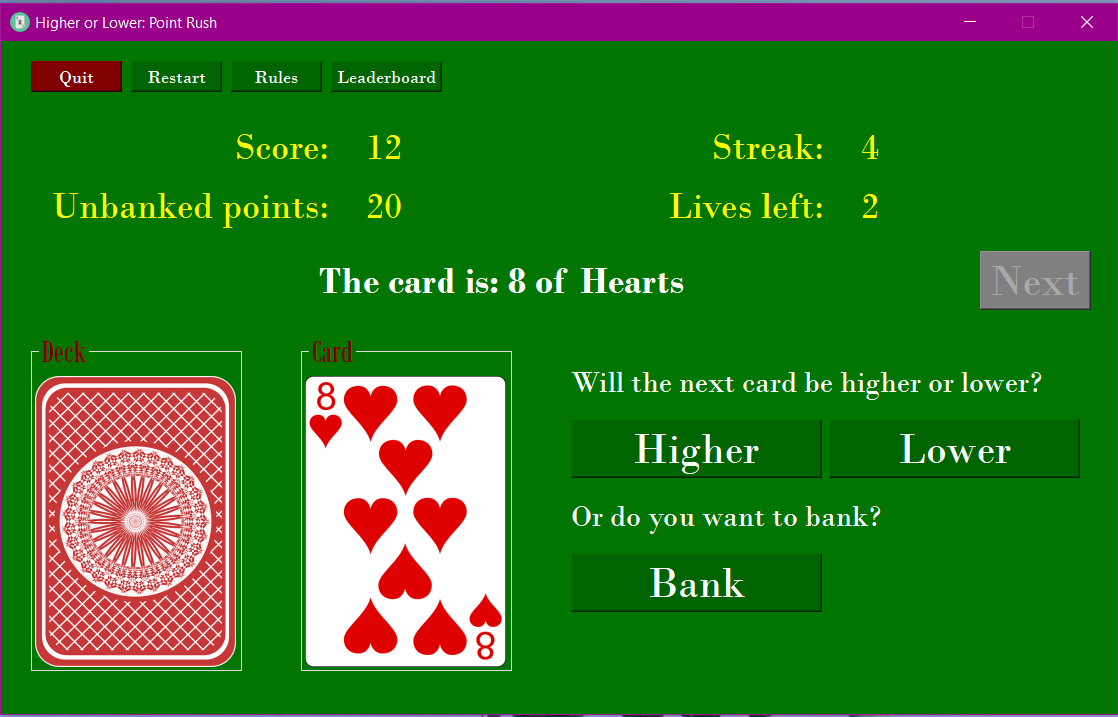 Higher or Lower: Point Rush
Quit Restart Rules Leaderboard
Score: 12 Streak: 4
Unbanked points: 20 Lives left: 2
The card is: 8 of Hearts
Next
Deck Card
8
Will the next card be higher or lower?
Higher Lower
Or do you want to bank?
Bank
8